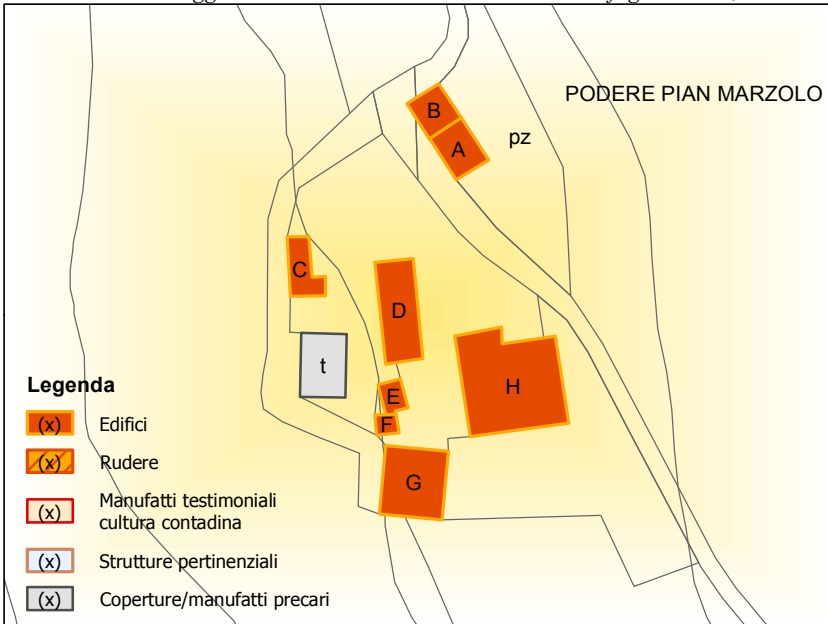 PODERE PIAN MARZOLO
B
A
pz
C
D
t
E
F
H
G
Legenda
(x) Edifici
(x) Rudere
(x) Manufatti testimoniali
cultura contadina
(x) Strutture pertinenziali
(x) Coperture/manufatti precari